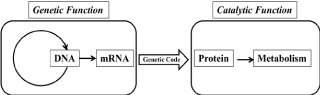 Genetic Function
Catalytic Function
DNA
mRNA
Genetic Code
Protein
Metabolism